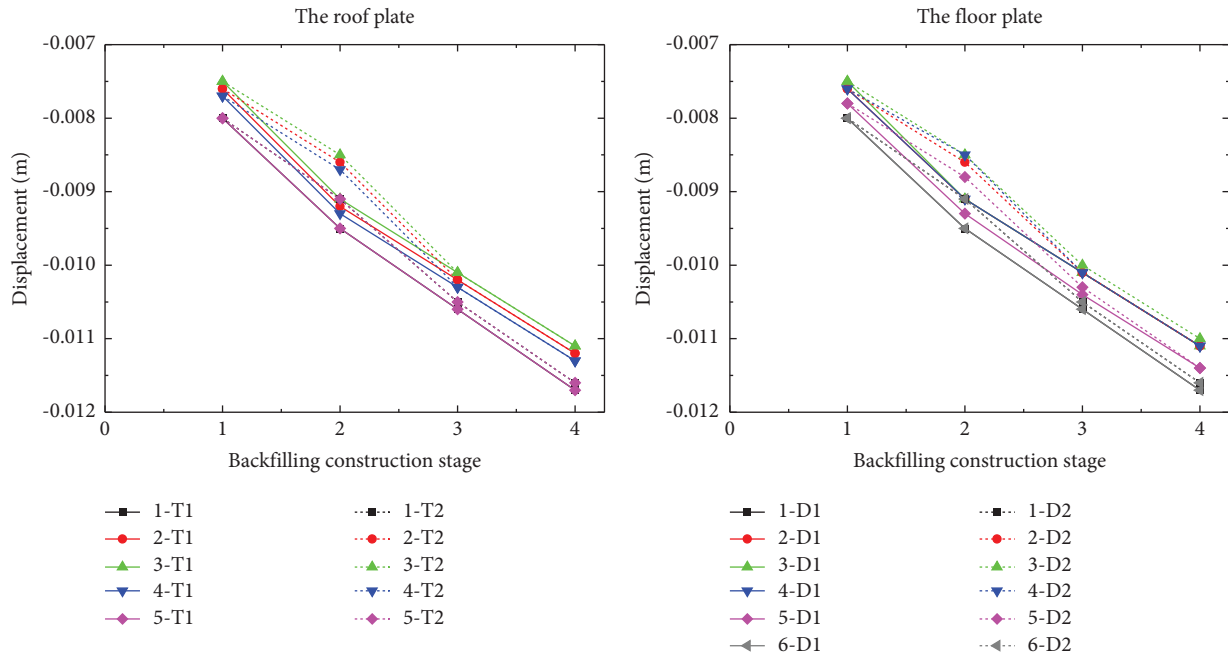 The roof plate
-0.007
-0.008
-0.009
-0.010
-0.011
-0.012
Displacement (m)
0 1 2 3 4
Backfilling construction stage
1-T1 1-T2
2-T1 2-T2
3-T1 3-T2
4-T1 4-T2
5-T1 5-T2
The floor plate
-0.007
-0.008
-0.009
-0.010
-0.011
-0.012
Displacement (m)
0 1 2 3 4
Backfilling construction stage
1-D1 1-D2
2-D1 2-D2
3-D1 3-D2
4-D1 4-D2
5-D1 5-D2
6-D1 6-D2